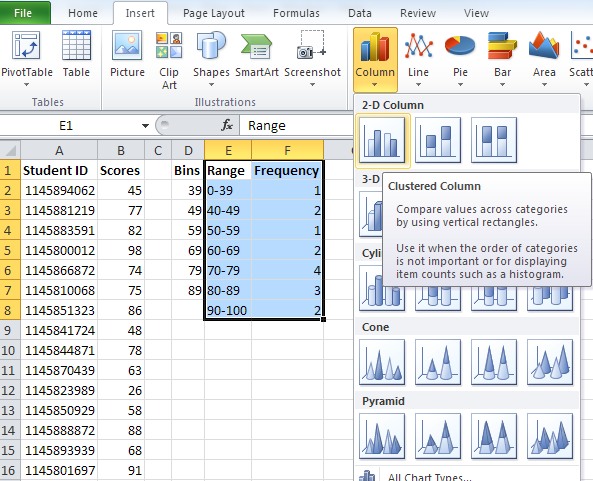 File Home Insert Page Layout Formulas Data Review View
PivotTable Table Picture Clip Art Shapes SmartArt Screenshot Column Line Pie Bar Area Scatt
Tables Illustrations
E1 fx Range
2-D Column
A B C D E F
1 Student ID Scores Bins Range Frequency
2 1145894062 45 39 0-39 1
3 1145881219 77 49 40-49 2
4 1145883591 82 59 50-59 1
5 1145800012 98 69 60-69 2
6 1145866872 74 79 70-79 4
7 1145810068 75 89 80-89 3
8 1145851323 86 90-100 2
9 1145841724 48
10 1145844871 78
11 1145870439 63
12 1145823989 26
13 1145850929 58
14 1145888872 88
15 1145893939 68
16 1145801697 91
3-D
Clustered Column
Compare values across categories
by using vertical rectangles.
Use it when the order of categories
is not important or for displaying
item counts such as a histogram.
Cyli
Cone
Pyramid
All Chart Types...